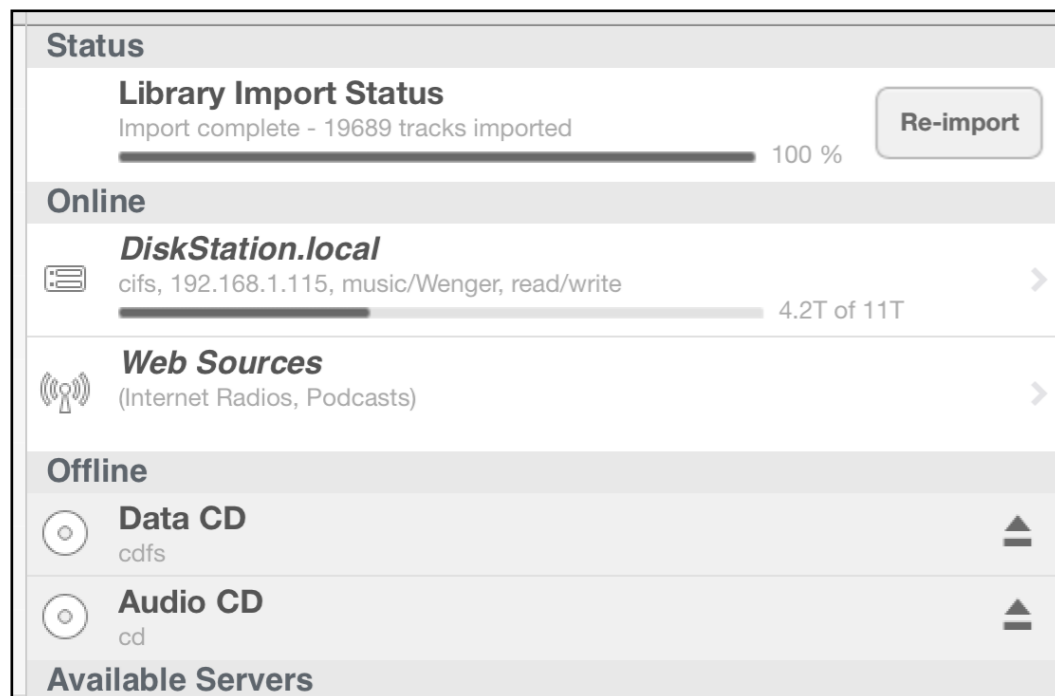 Status
Library Import Status
Import complete - 19689 tracks imported
Re-import
100 %
Online
DiskStation.local
cifs, 192.168.1.115, music/Wenger, read/write
4.2T of 11T
Web Sources
(Internet Radios, Podcasts)
Offline
Data CD
cdfs
Audio CD
cd
Available Servers